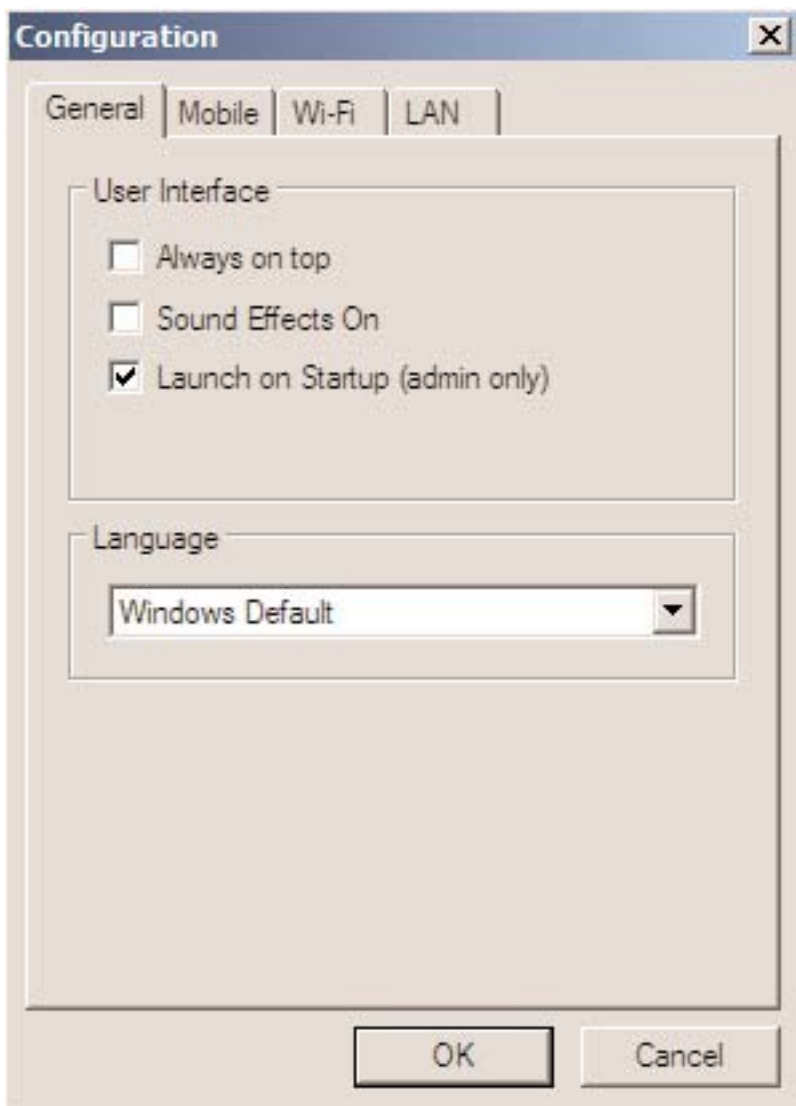 Configuration
General Mobile Wi-Fi LAN
User Interface
Always on top
Sound Effects On
Launch on Startup (admin only)
Language
Windows Default
OK Cancel